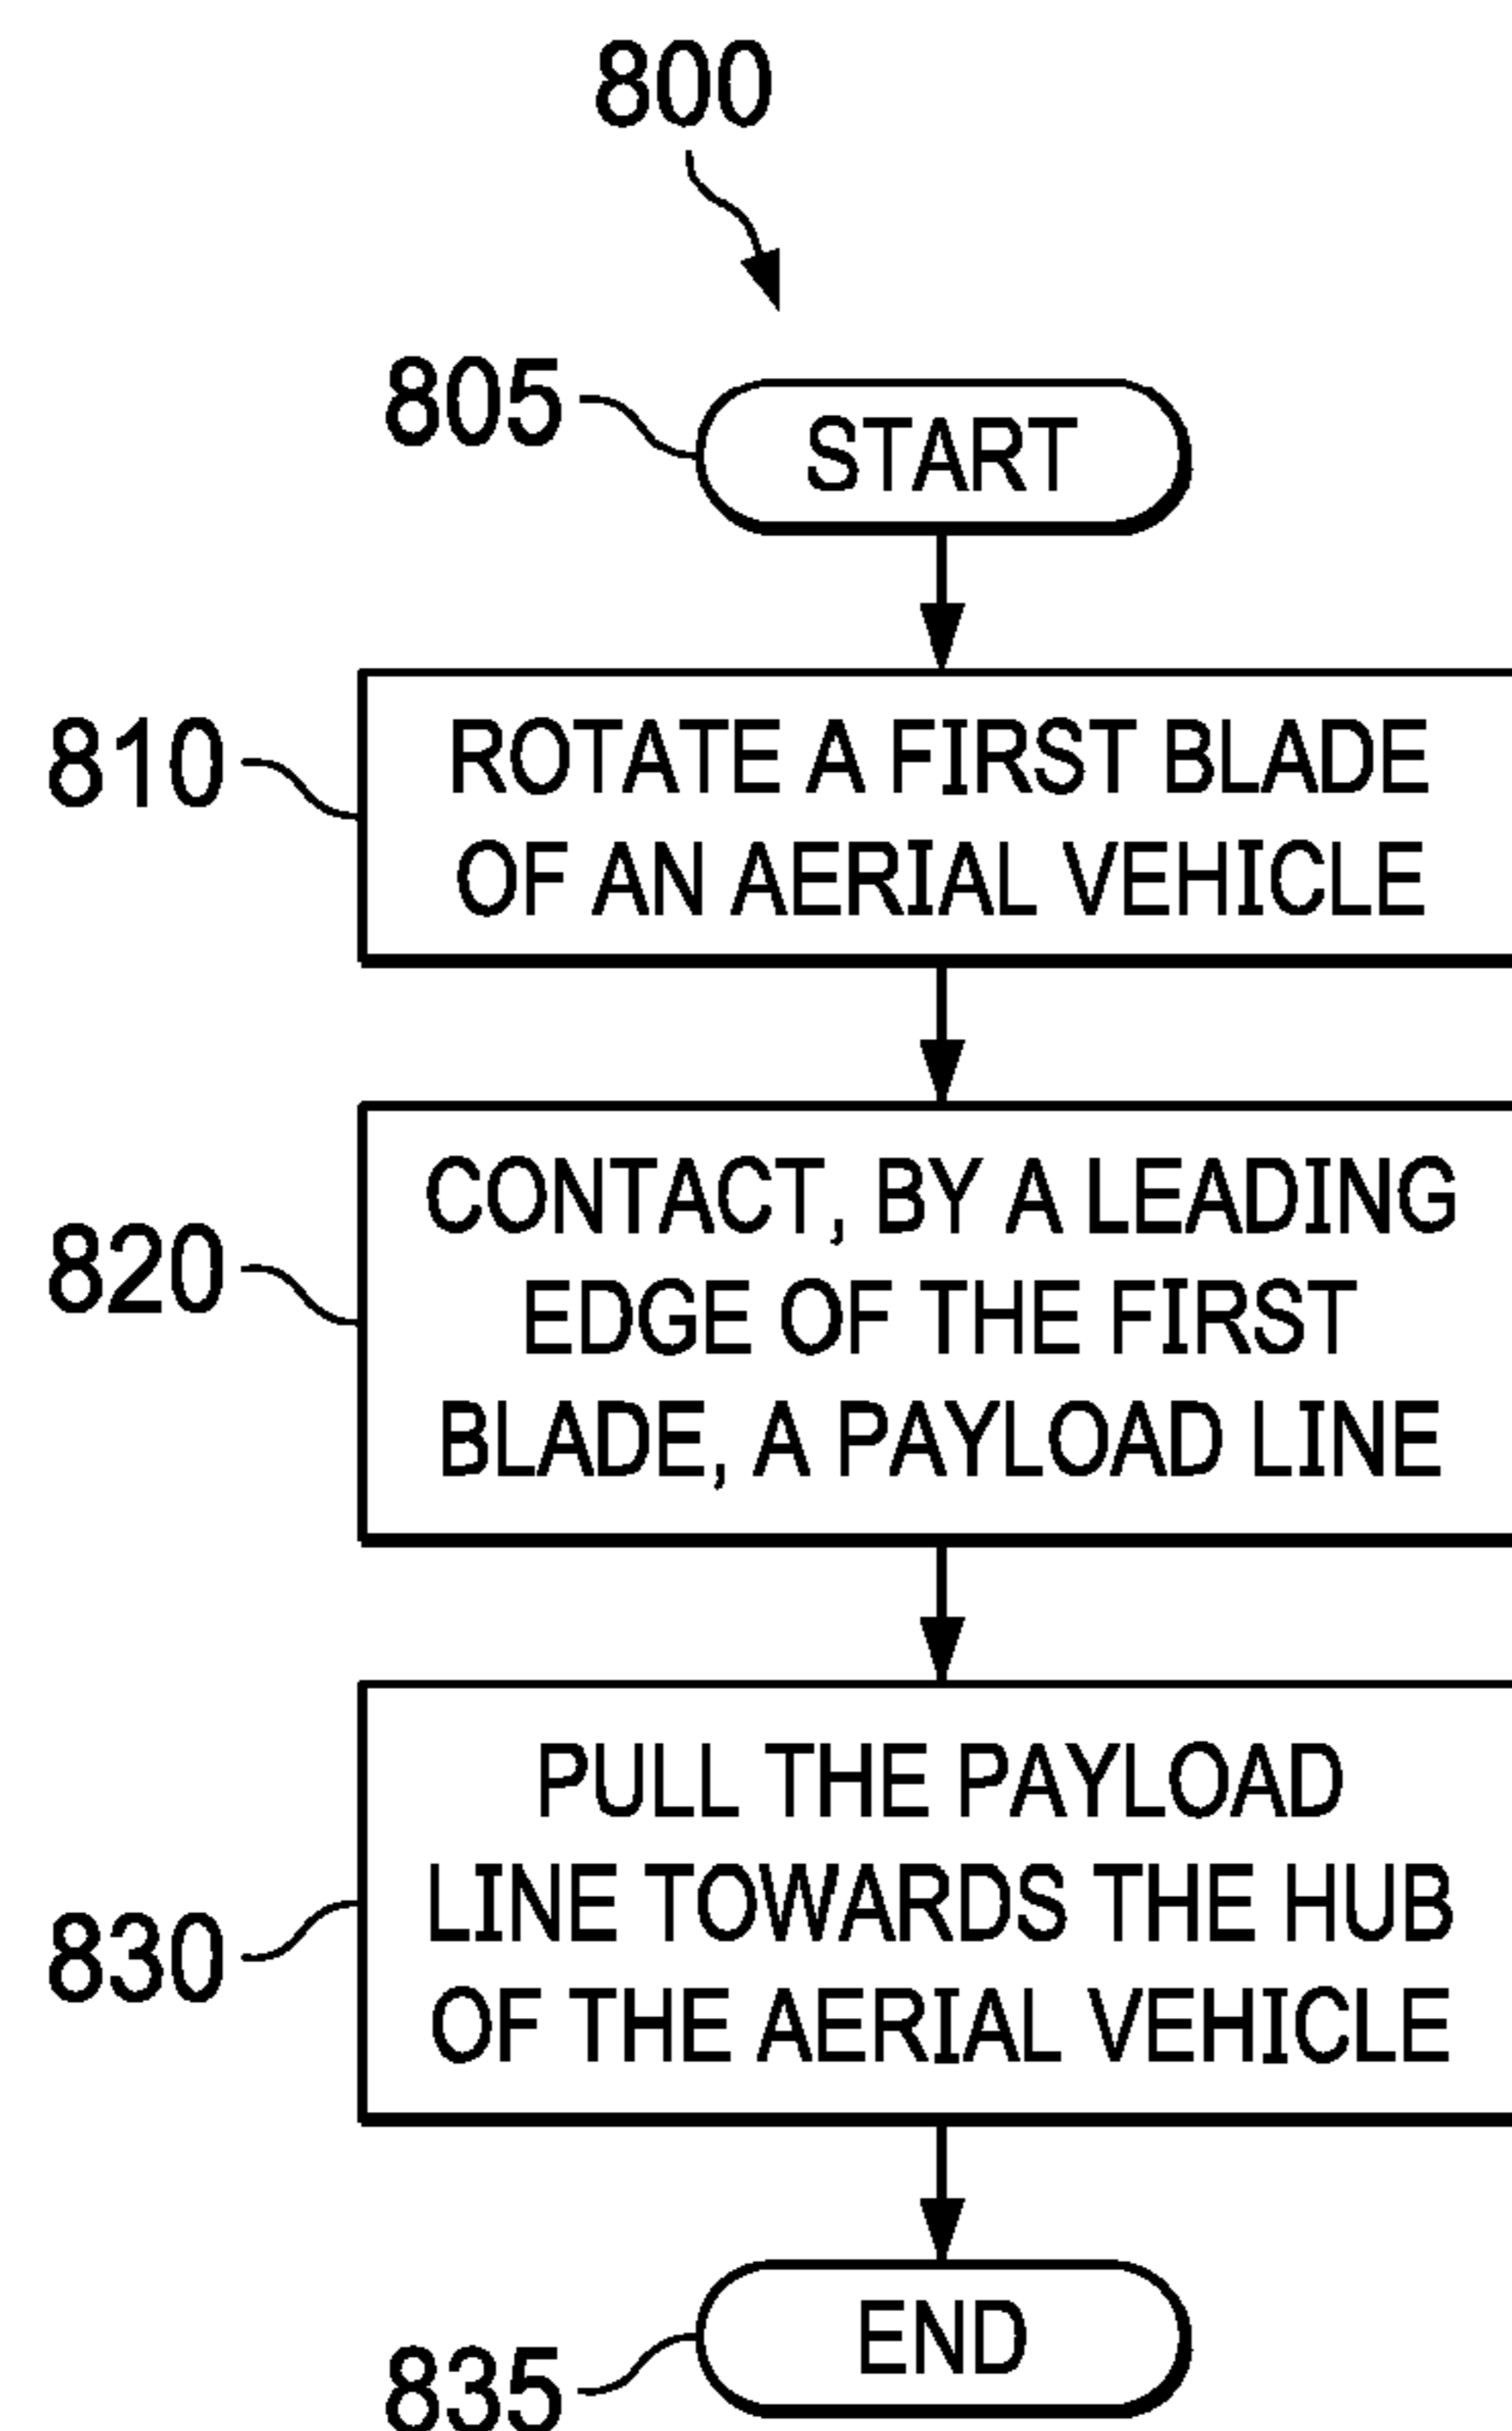 800
805
START
810
ROTATE A FIRST BLADE
OF AN AERIAL VEHICLE
820
CONTACT, BY A LEADING
EDGE OF THE FIRST
BLADE, A PAYLOAD LINE
830
PULL THE PAYLOAD
LINE TOWARDS THE HUB
OF THE AERIAL VEHICLE
835
END